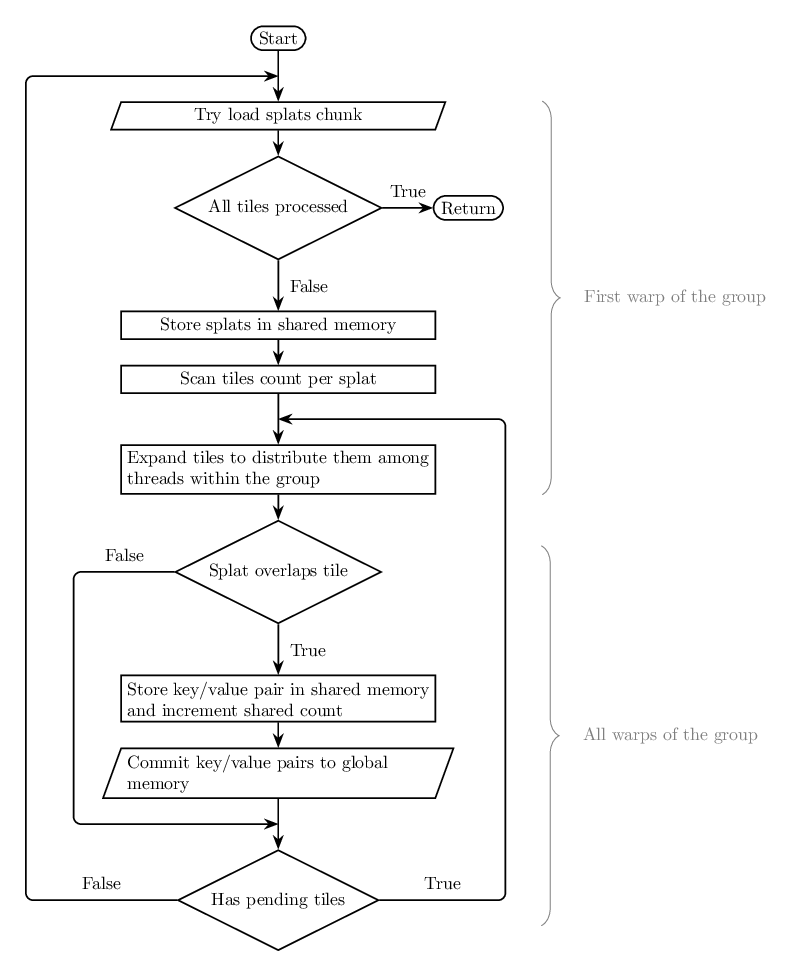 Start
Try load splats chunk
All tiles processed
True
Return
False
First warp of the group
Store splats in shared memory
Scan tiles count per splat
Expand tiles to distribute them among
threads within the group
False
Splat overlaps tile
True
Store key/value pair in shared memory
and increment shared count
All warps of the group
Commit key/value pairs to global
memory
False
Has pending tiles
True